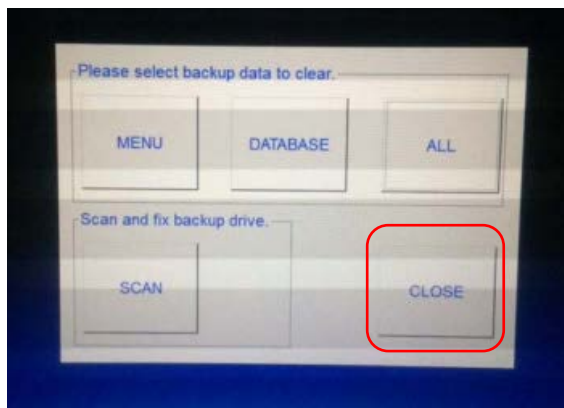 Please select backup data to clear.
MENU DATABASE ALL
Scan and fix backup drive.
SCAN CLOSE